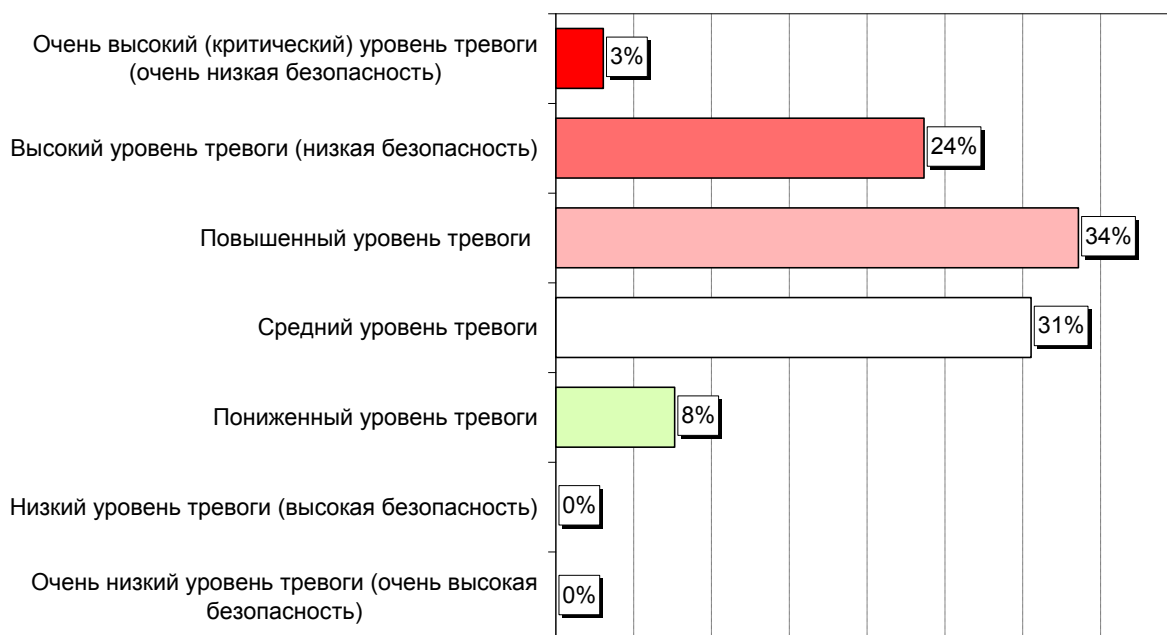 Очень высокий (критический) уровень тревоги
(очень низкая безопасность)
3%
Высокий уровень тревоги (низкая безопасность)
24%
Повышенный уровень тревоги
34%
Средний уровень тревоги
31%
Пониженный уровень тревоги
8%
Низкий уровень тревоги (высокая безопасность)
0%
Очень низкий уровень тревоги (очень высокая
безопасность)
0%